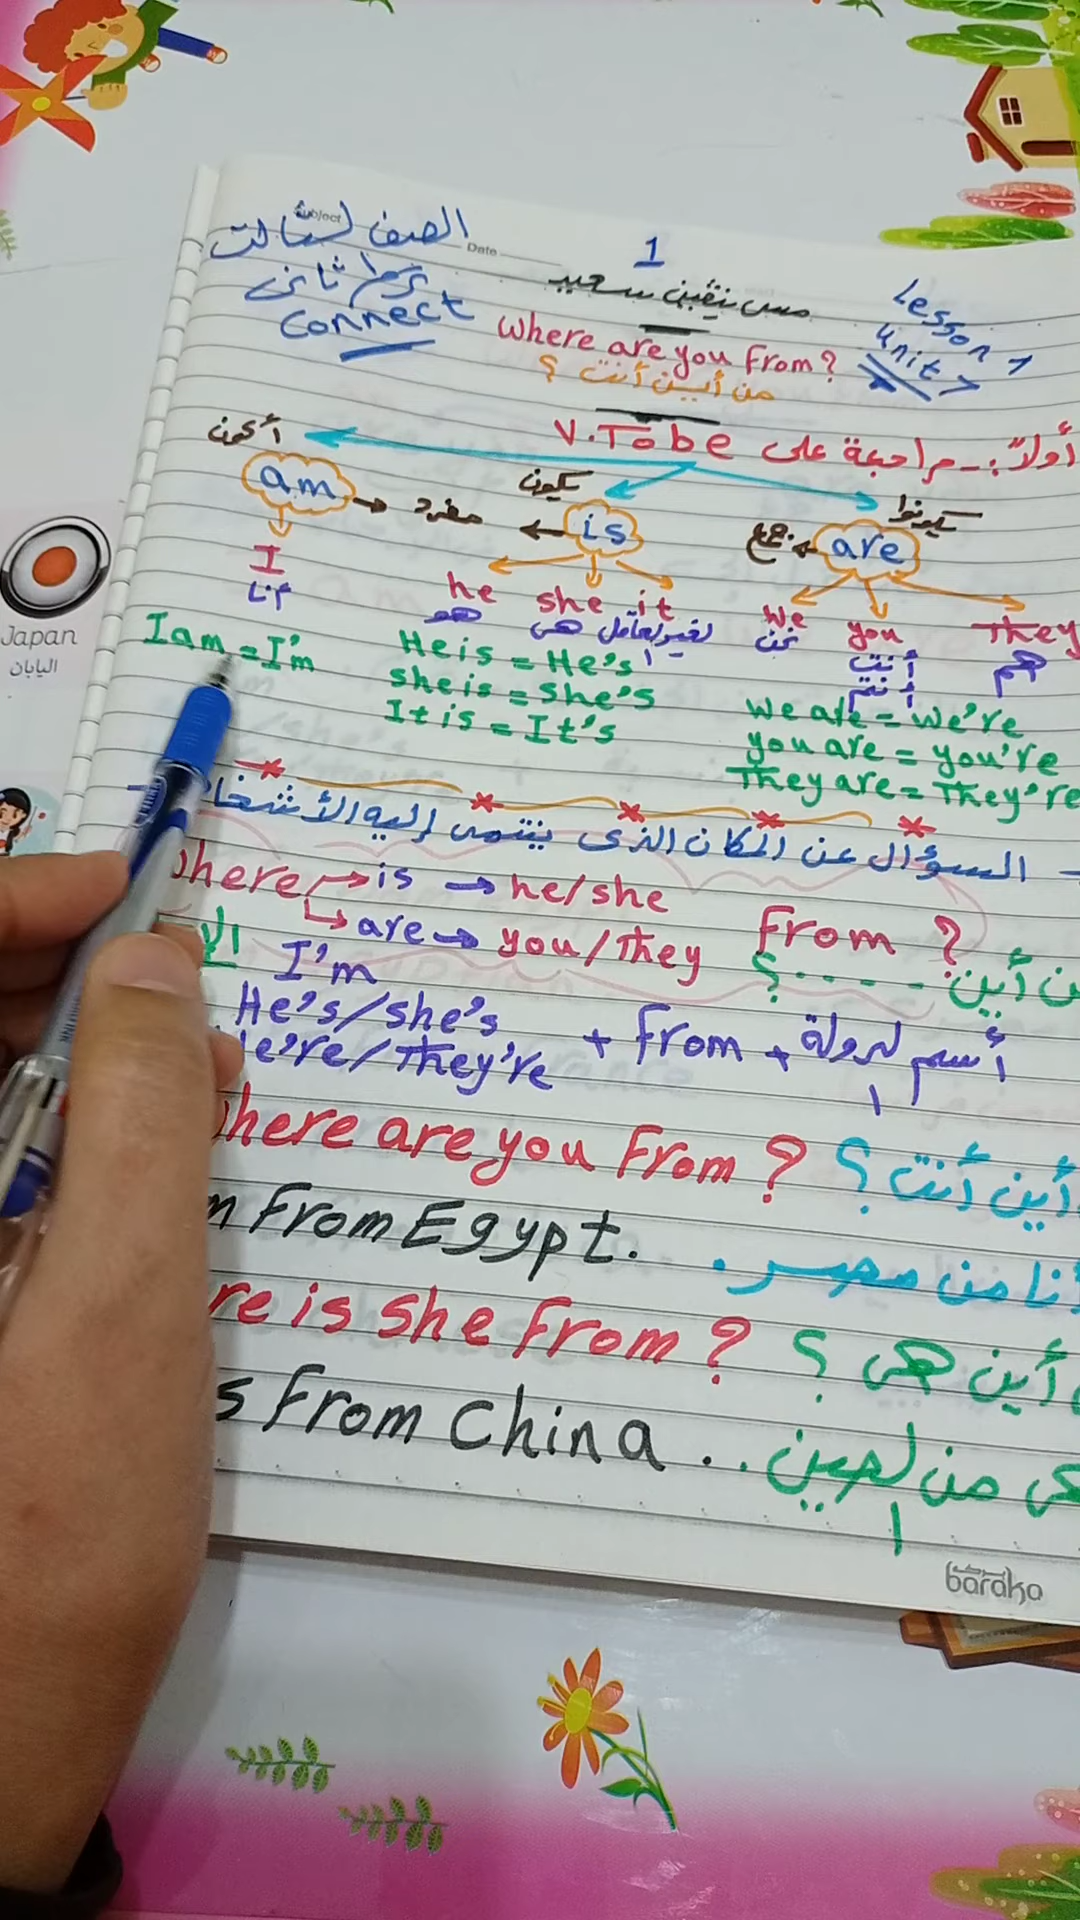 Subject
Date
الصف الثالث
ترم ثانى
Connect
1
مس نيفين سعيد
Lesson 1
unit 7
where are you from?
من أين أنت ؟
أولاً :- مراجعة على V. To be
أكون
am
مفرد
يكون
is
جمع
يكونوا
are
I
أنا
he she it
هو هى لغير العاقل
we you They
نحن أنت هم
أنتم
I am = I'm
He is = He's
she is = she's
It is = It's
we are = we're
you are = you're
They are = They're
السؤال عن المكان الذى ينتمى إليه الأشخا
here is he/she
are you/they From ?
ن أين . . . . ؟
I'm
He's/she's
e're/They're + from + أسم الدولة
here are you From ? أين أنت ؟
m From Egypt. أنا من مصر .
re is she from ? أين هى ؟
s From China .. هى من الصين
baraka
Japan
اليابان